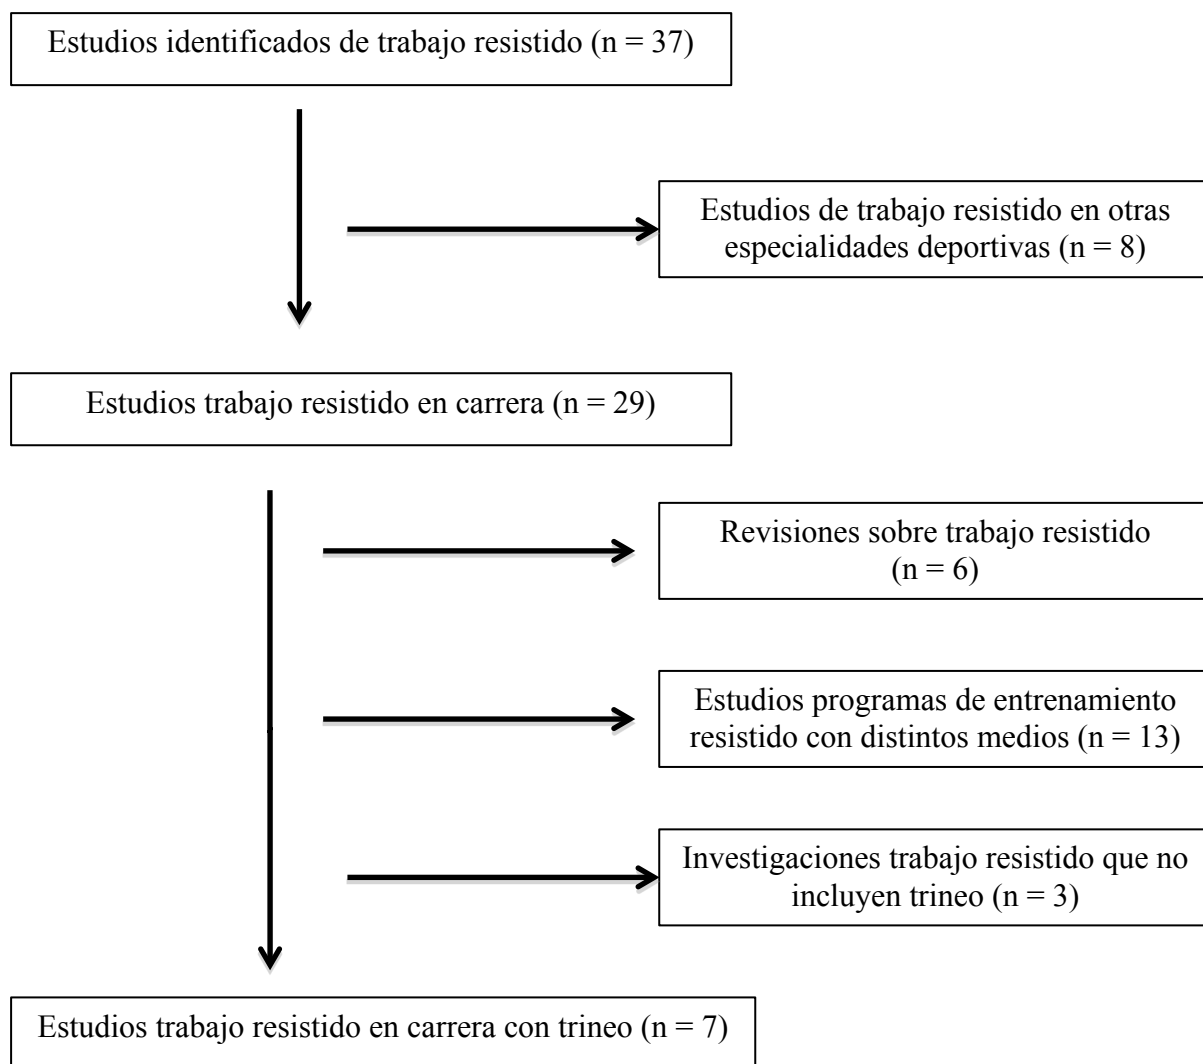 Estudios identificados de trabajo resistido (n = 37)
Estudios de trabajo resistido en otras
especialidades deportivas (n = 8)
Estudios trabajo resistido en carrera (n = 29)
Revisiones sobre trabajo resistido
(n = 6)
Estudios programas de entrenamiento
resistido con distintos medios (n = 13)
Investigaciones trabajo resistido que no
incluyen trineo (n = 3)
Estudios trabajo resistido en carrera con trineo (n = 7)